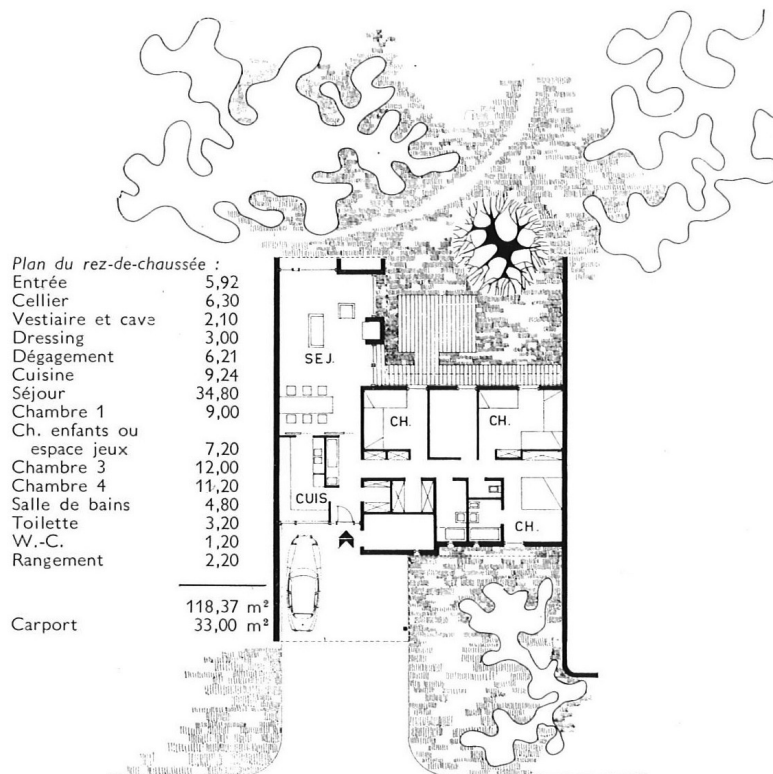 Plan du rez-de-chaussée :
Entrée 5,92
Cellier 6,30
Vestiaire et cave 2,10
Dressing 3,00
Dégagement 6,21
Cuisine 9,24
Séjour 34,80
Chambre 1 9,00
Ch. enfants ou
espace jeux 7,20
Chambre 3 12,00
Chambre 4 11,20
Salle de bains 4,80
Toilette 3,20
W.-C. 1,20
Rangement 2,20
118,37 m²
Carport 33,00 m²
SEJ.
CH.
CH.
CUIS
CH.